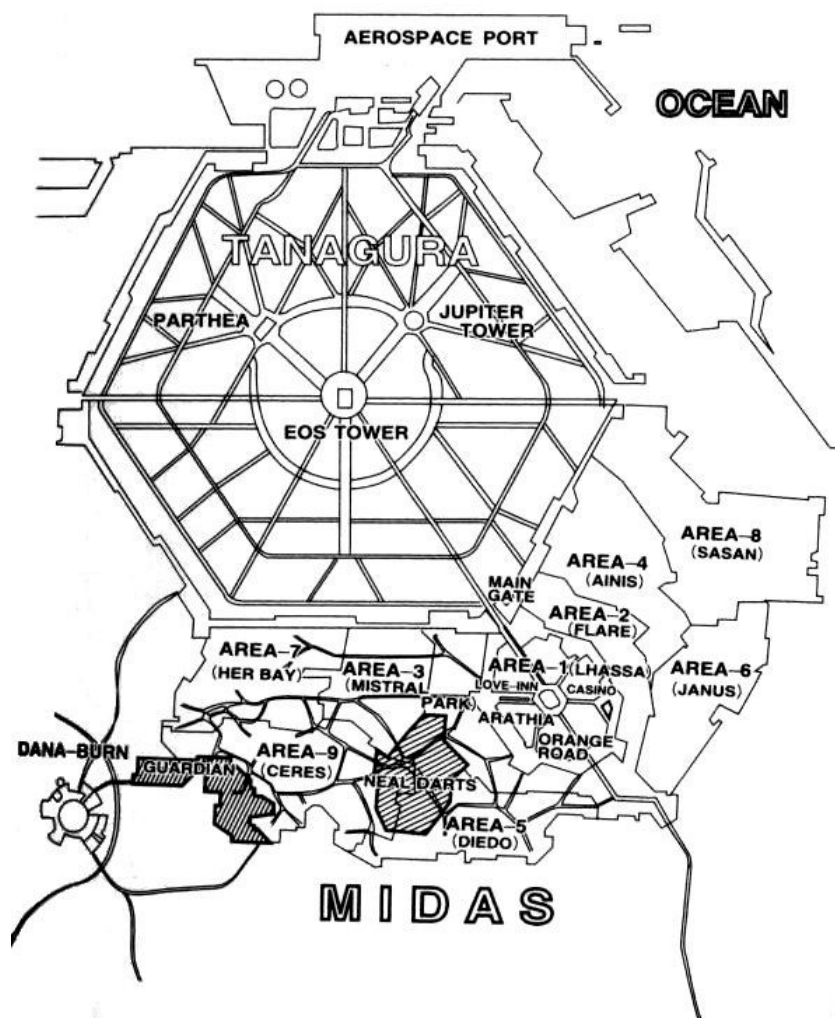 AEROSPACE PORT
OCEAN
TANAGURA
PARTHEA
JUPITER
TOWER
EOS TOWER
AREA-8
(SASAN)
AREA-4
(AINIS)
MAIN
GATE
AREA-2
(FLARE)
AREA-7
(HER BAY)
AREA-3
(MISTRAL
PARK)
AREA-1
(LHASSA)
AREA-6
(JANUS)
LOVE-INN
CASINO
ARATHIA
ORANGE
ROAD
DANA-BURN
GUARDIAN
AREA-9
(CERES)
NEAL DARTS
AREA-5
(DIEDO)
MIDAS